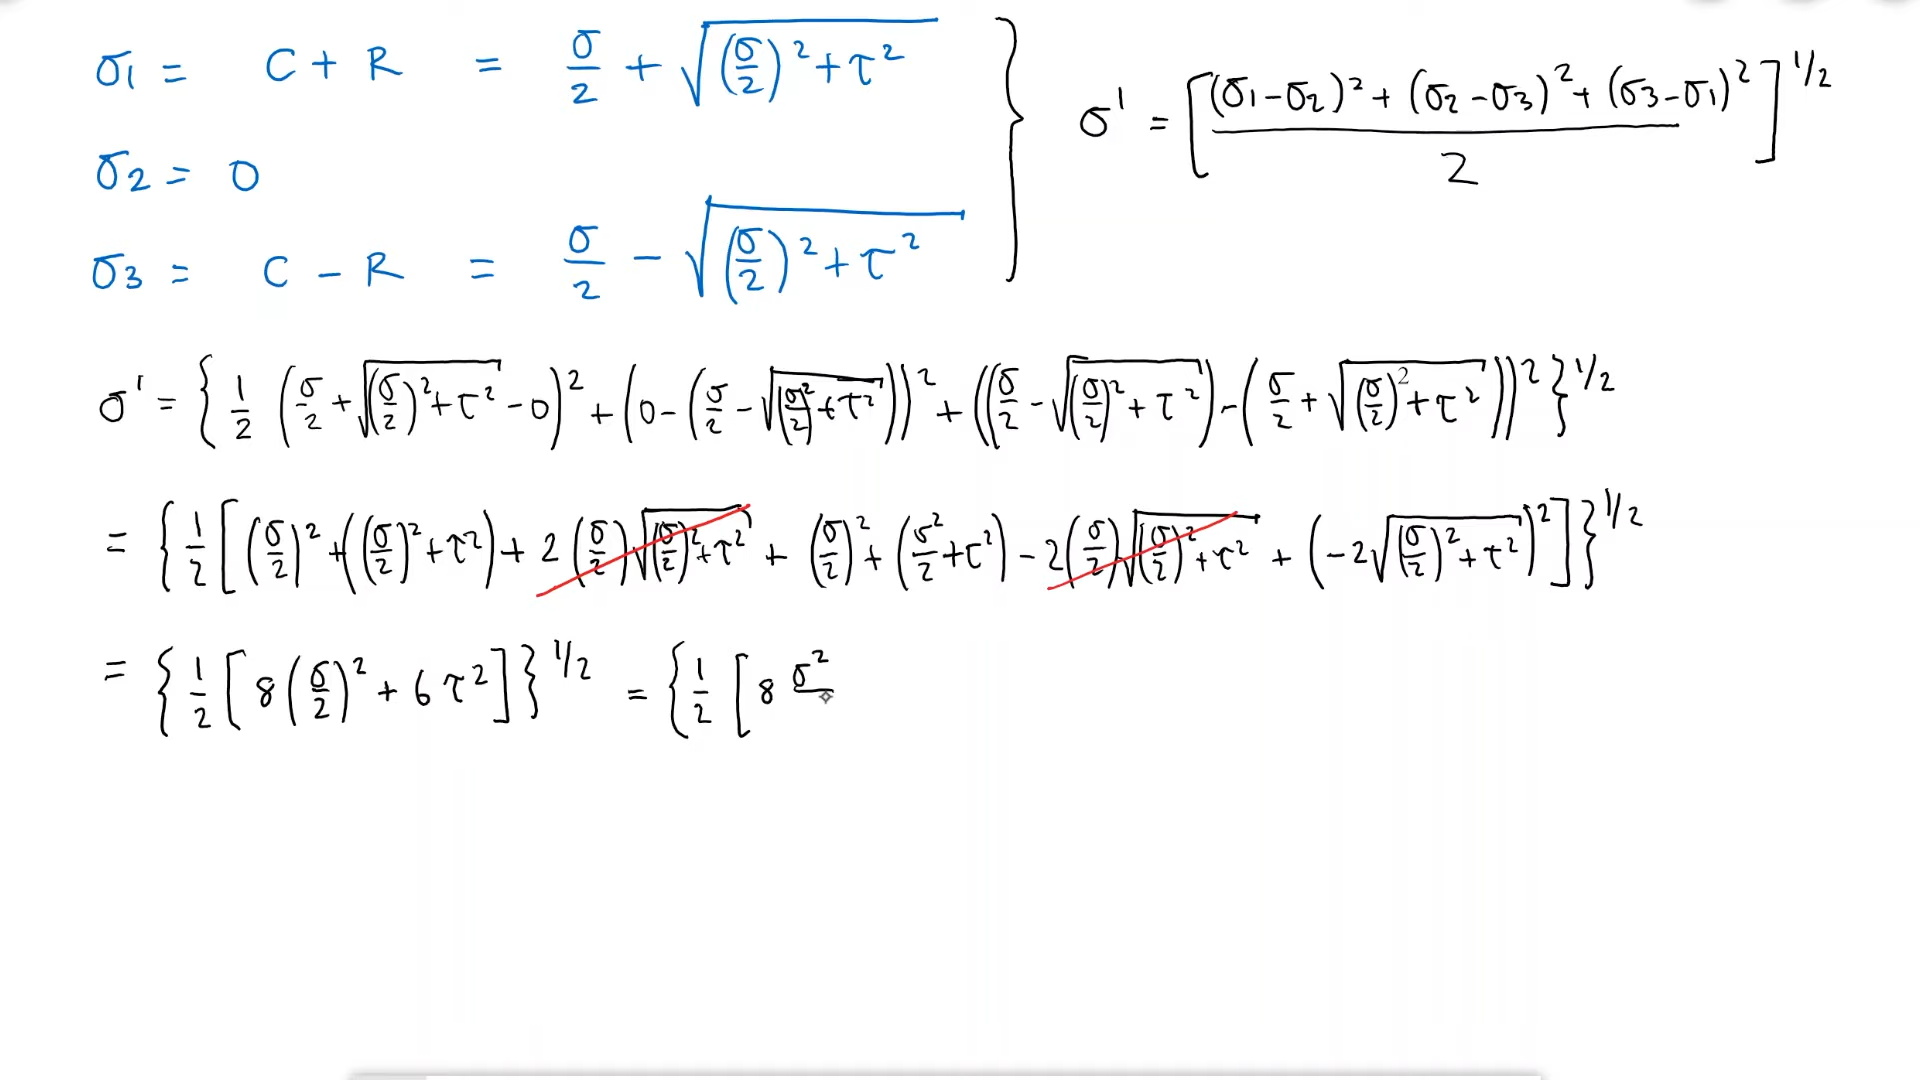 σ1 = C + R = σ/2 + √((σ/2)² + τ²)
σ' = [((σ1-σ2)² + (σ2-σ3)² + (σ3-σ1)²)/2]^1/2
σ2 = 0
σ3 = C - R = σ/2 - √((σ/2)² + τ²)
σ' = {1/2 (σ/2 + √((σ/2)² + τ²) - 0)² + (0 - (σ/2 - √((σ²/2) + τ²)))² + ((σ/2 - √((σ/2)² + τ²)) - (σ/2 + √((σ/2)² + τ²)))²}^1/2
= {1/2 [(σ/2)² + ((σ/2)² + τ²) + 2(σ/2)√((σ/2)² + τ²) + (σ/2)² + (σ²/2 + τ²) - 2(σ/2)√((σ/2)² + τ²) + (-2√((σ/2)² + τ²))²]}^1/2
= {1/2 [8(σ/2)² + 6τ²]}^1/2 = {1/2 [8 σ²